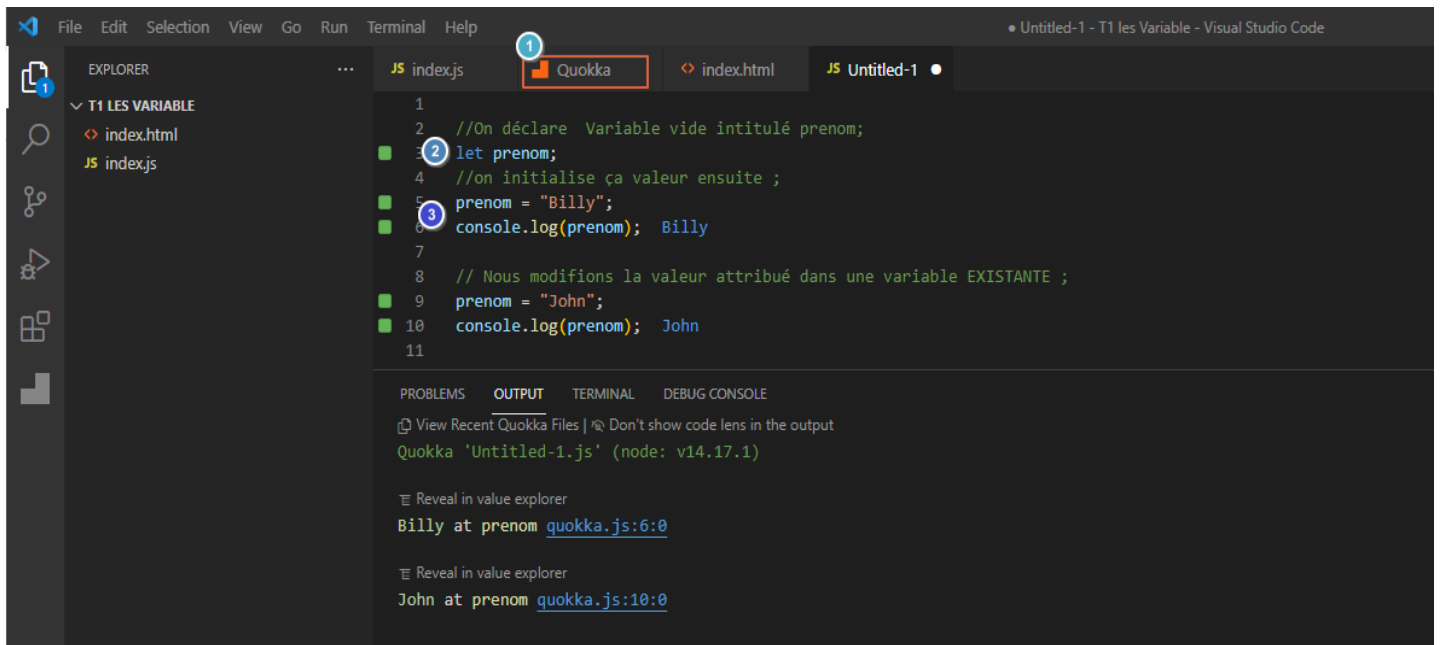 File Edit Selection View Go Run Terminal Help
● Untitled-1 - T1 les Variable - Visual Studio Code
1
EXPLORER ...
1
T1 LES VARIABLE
<> index.html
JS index.js
JS index.js
Quokka
<> index.html
JS Untitled-1 ●
1
2 //On déclare  Variable vide intitulé prenom;
3 2 let prenom;
4 //on initialise ça valeur ensuite ;
5 prenom = "Billy";
3
6 console.log(prenom); Billy
7
8 // Nous modifions la valeur attribué dans une variable EXISTANTE ;
9 prenom = "John";
10 console.log(prenom); John
11
PROBLEMS OUTPUT TERMINAL DEBUG CONSOLE
View Recent Quokka Files | Don't show code lens in the output
Quokka 'Untitled-1.js' (node: v14.17.1)
Reveal in value explorer
Billy at prenom quokka.js:6:0
Reveal in value explorer
John at prenom quokka.js:10:0